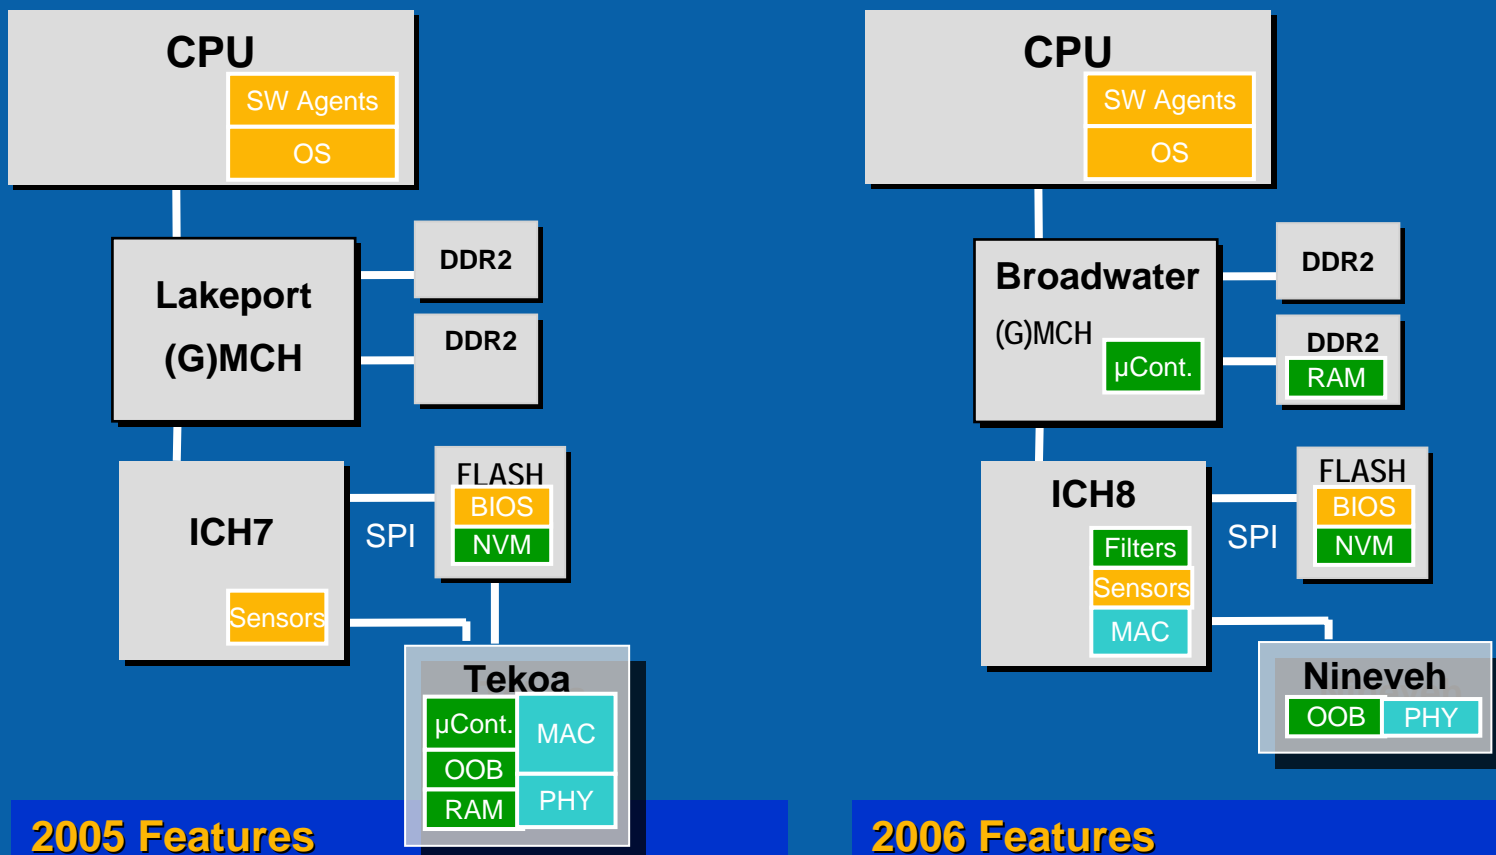 CPU
SW Agents
OS
Lakeport
(G)MCH
DDR2
DDR2
ICH7
Sensors
SPI
FLASH
BIOS
NVM
Tekoa
µCont.
MAC
OOB
RAM
PHY
2005 Features
CPU
SW Agents
OS
Broadwater
(G)MCH
µCont.
DDR2
DDR2
RAM
ICH8
Filters
Sensors
MAC
SPI
FLASH
BIOS
NVM
Nineveh
OOB
PHY
2006 Features